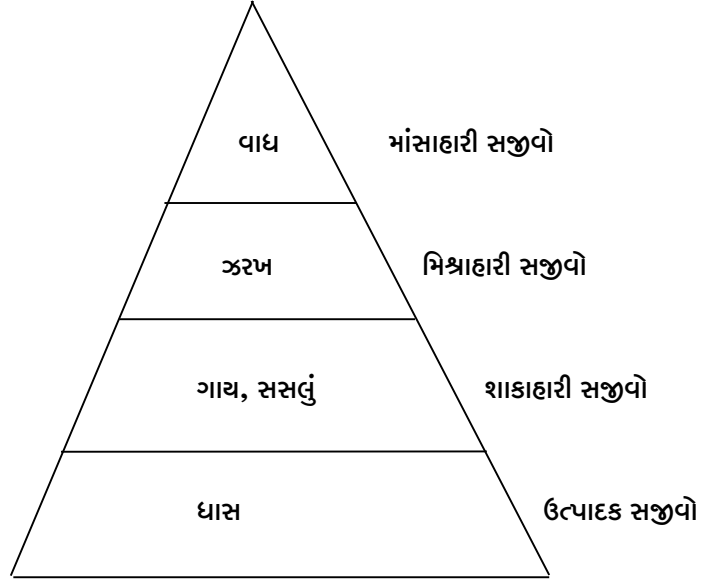 વાધ માંસાહારી સજીવો
ઝરખ મિશ્રાહારી સજીવો
ગાય, સસલું શાકાહારી સજીવો
ધાસ ઉત્પાદક સજીવો